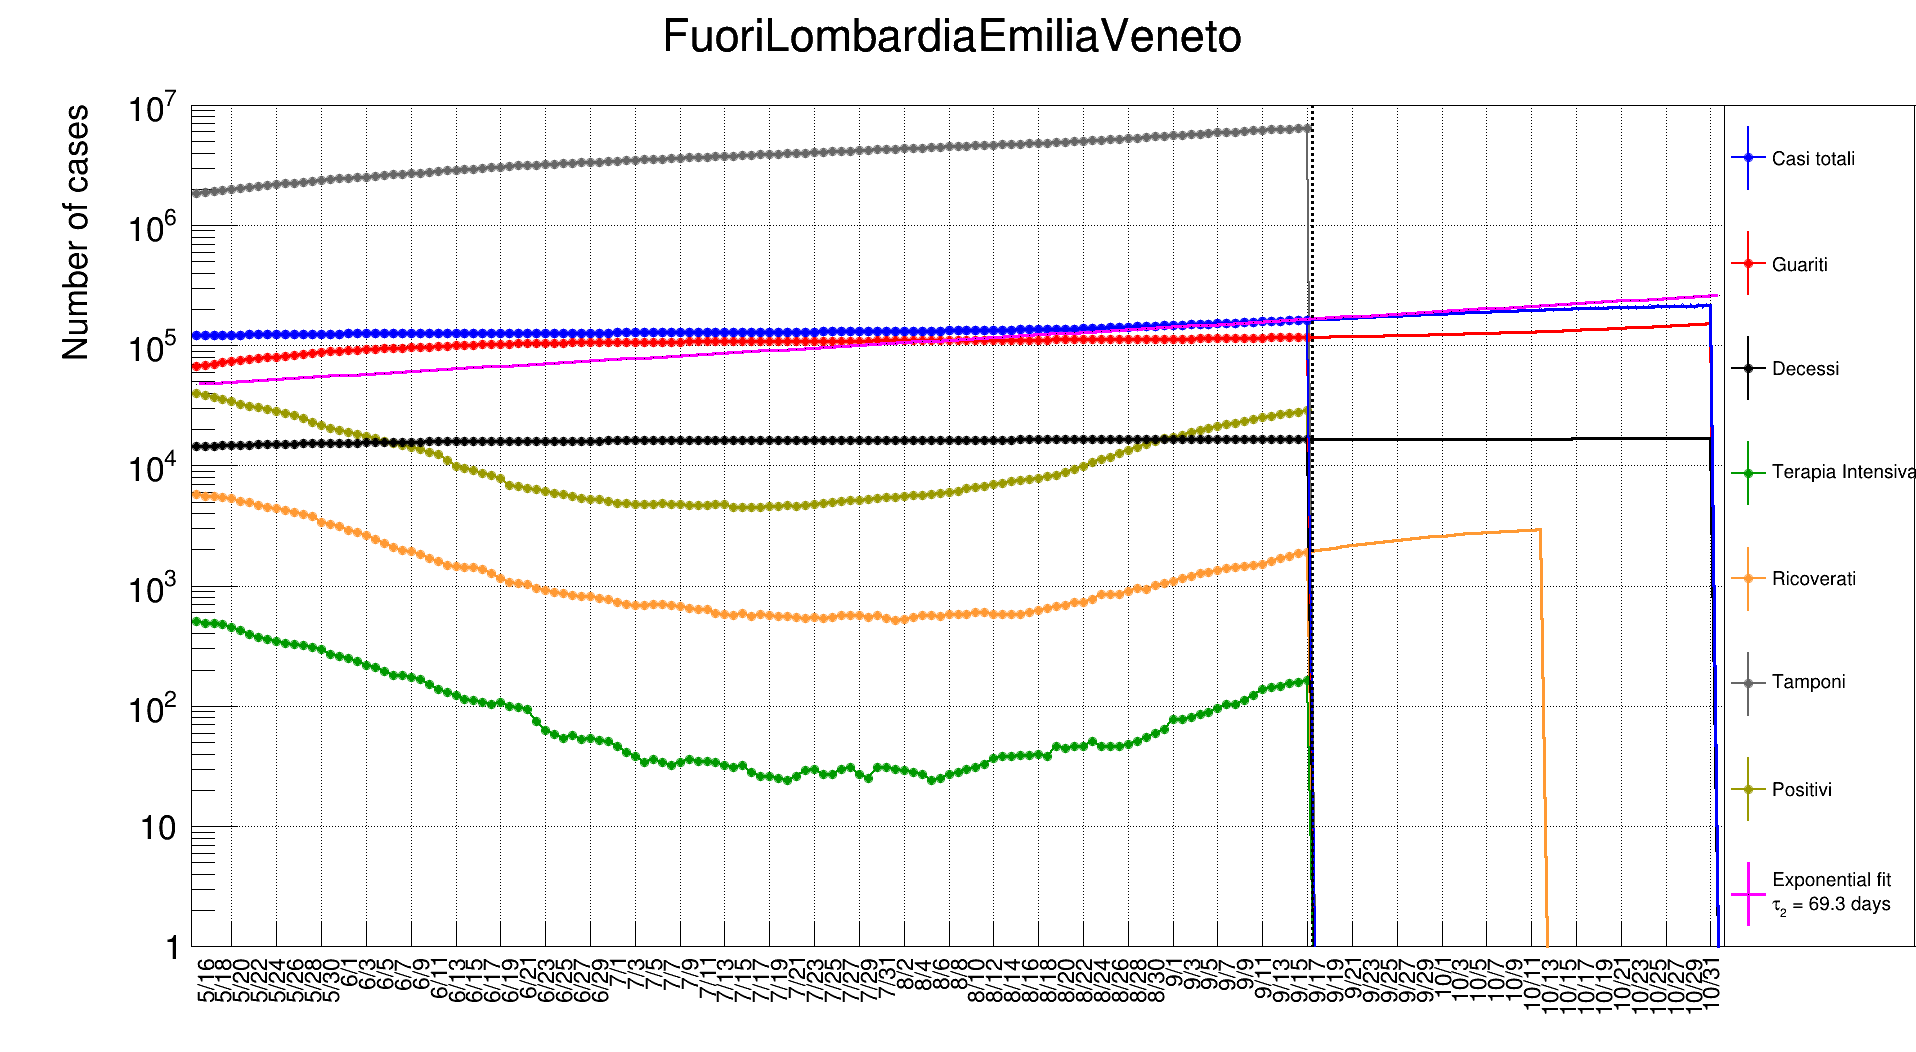 FuoriLombardiaEmiliaVeneto
Number of cases
10^7
10^6
10^5
10^4
10^3
10^2
10
1
5/16 5/18 5/20 5/22 5/24 5/26 5/28 5/30 6/1 6/3 6/5 6/7 6/9 6/11 6/13 6/15 6/17 6/19 6/21 6/23 6/25 6/27 6/29 7/1 7/3 7/5 7/7 7/9 7/11 7/13 7/15 7/17 7/19 7/21 7/23 7/25 7/27 7/29 7/31 8/2 8/4 8/6 8/8 8/10 8/12 8/14 8/16 8/18 8/20 8/22 8/24 8/26 8/28 8/30 9/1 9/3 9/5 9/7 9/9 9/11 9/13 9/15 9/17 9/19 9/21 9/23 9/25 9/27 9/29 10/1 10/3 10/5 10/7 10/9 10/11 10/13 10/15 10/17 10/19 10/21 10/23 10/25 10/27 10/29 10/31
Casi totali
Guariti
Decessi
Terapia Intensiva
Ricoverati
Tamponi
Positivi
Exponential fit
τ₂ = 69.3 days